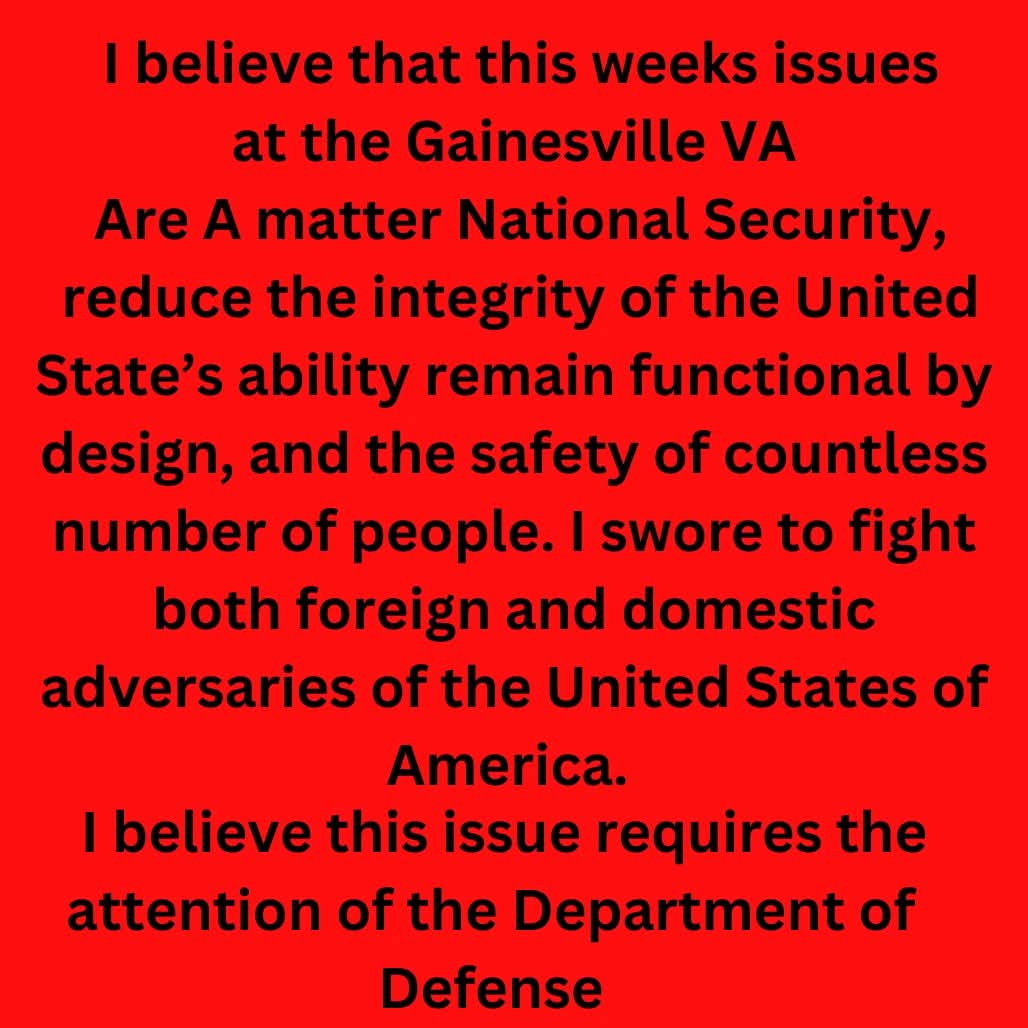 I believe that this weeks issues
at the Gainesville VA
Are A matter National Security,
reduce the integrity of the United
State’s ability remain functional by
design, and the safety of countless
number of people. I swore to fight
both foreign and domestic
adversaries of the United States of
America.
I believe this issue requires the
attention of the Department of
Defense